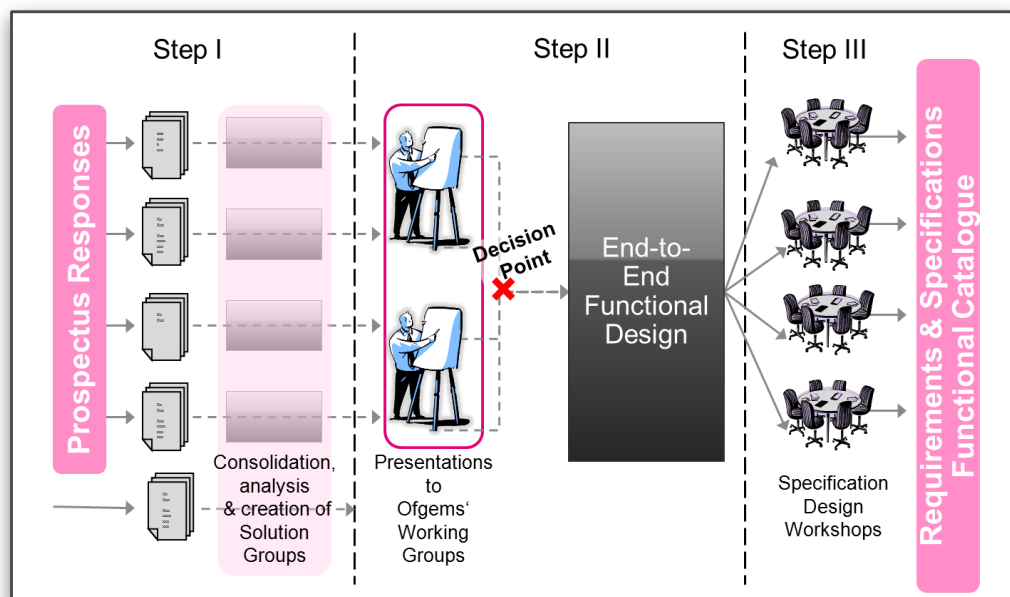 Step I
Step II
Step III
Prospectus Responses
Consolidation,
analysis
& creation of
Solution
Groups
Presentations
to
Ofgems‘
Working
Groups
Decision
Point
End-to-
End
Functional
Design
Specification
Design
Workshops
Requirements & Specifications
Functional Catalogue